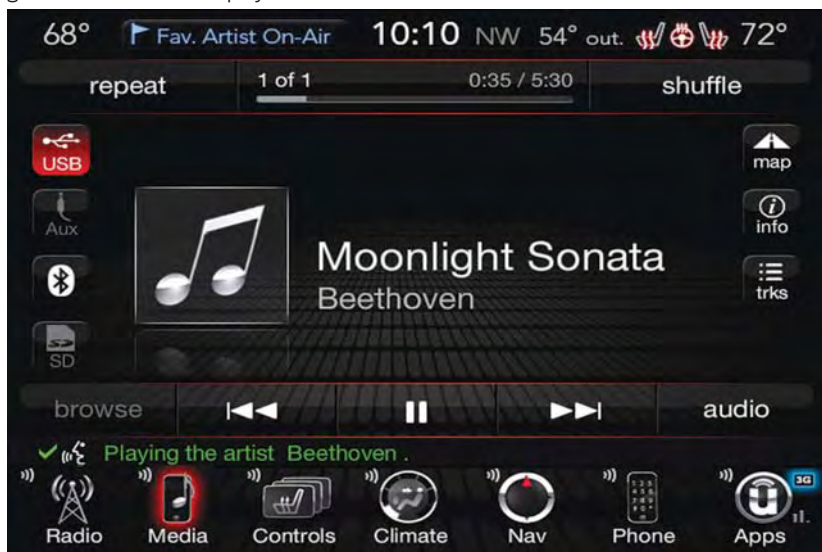 68° Fav. Artist On-Air 10:10 NW 54° out. 72°
repeat 1 of 1 0:35 / 5:30 shuffle
USB
map
Aux
info
Moonlight Sonata
Beethoven
trks
SD
browse audio
Playing the artist Beethoven .
3G
Radio Media Controls Climate Nav Phone Apps